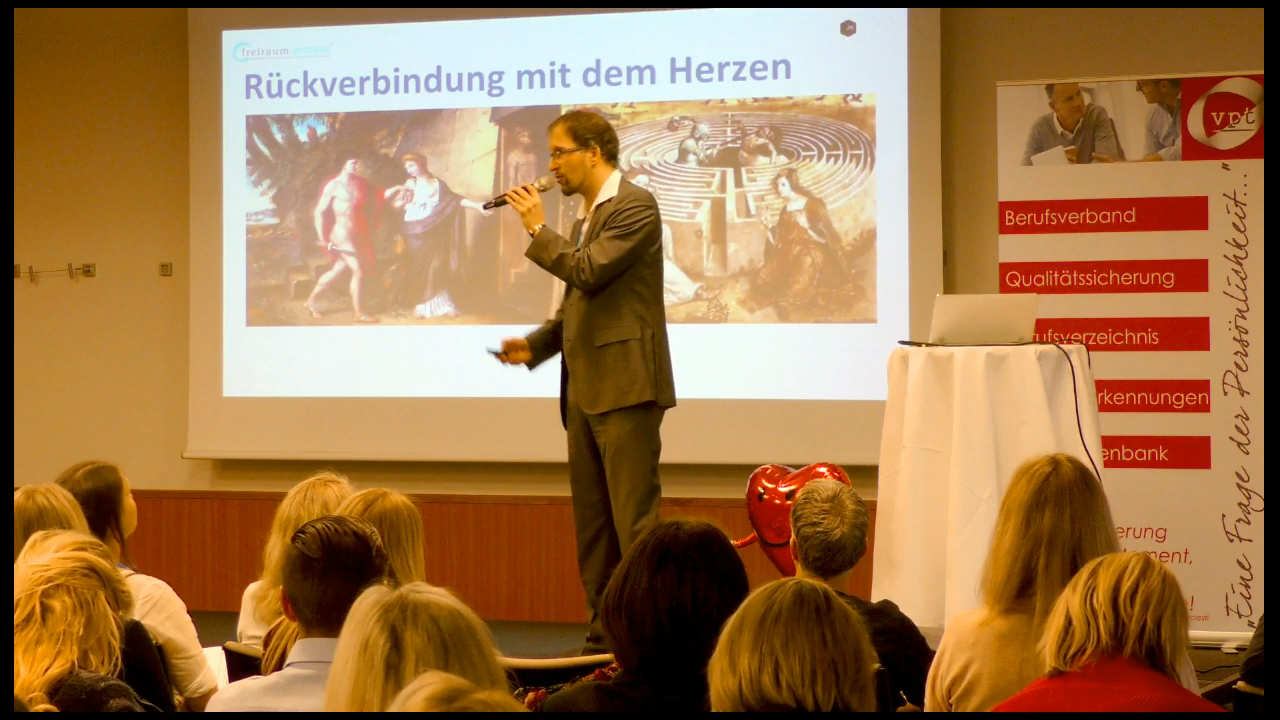 freiraum
Rückverbindung mit dem Herzen
vpt
Berufsverband
Qualitätssicherung
ufsverzeichnis
rkennungen
enbank
erung
ment,
„Eine Frage der Persönlichkeit..."